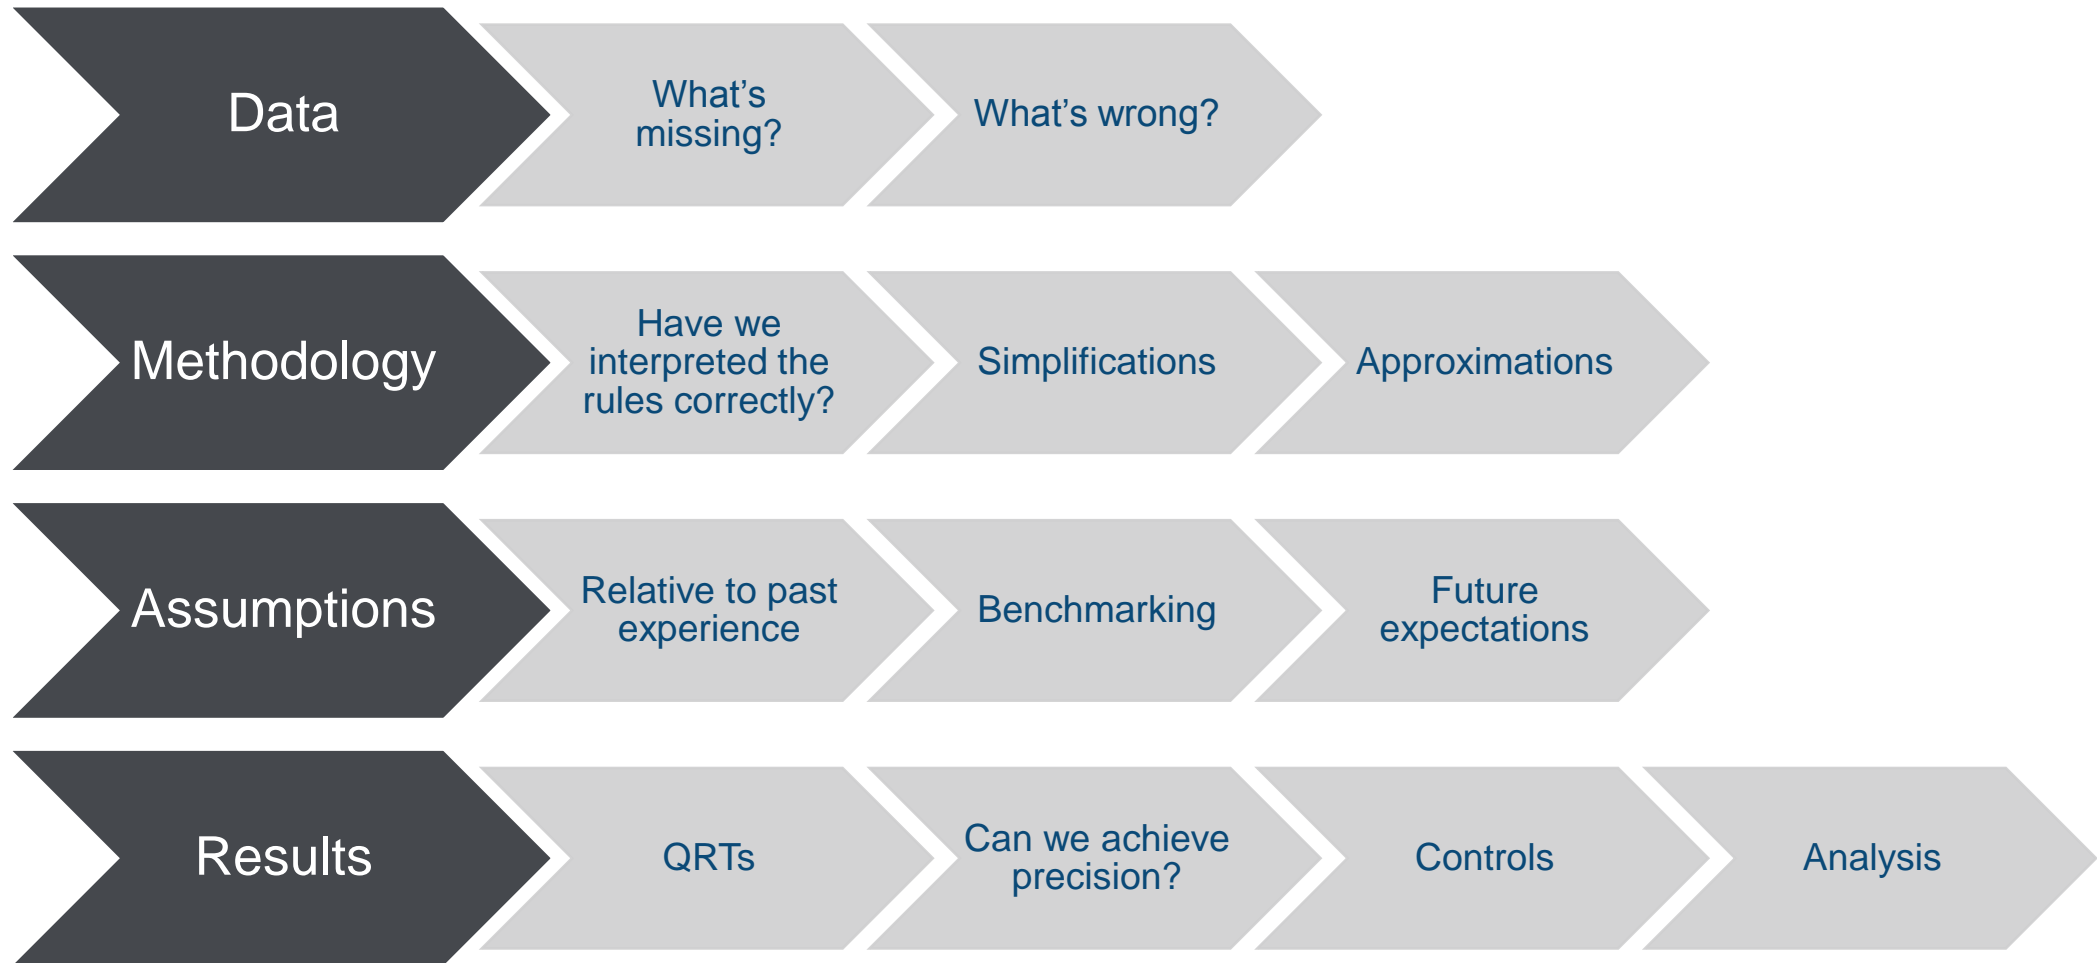 Data
What’s
missing?
What’s wrong?
Methodology
Have we
interpreted the
rules correctly?
Simplifications
Approximations
Assumptions
Relative to past
experience
Benchmarking
Future
expectations
Results
QRTs
Can we achieve
precision?
Controls
Analysis